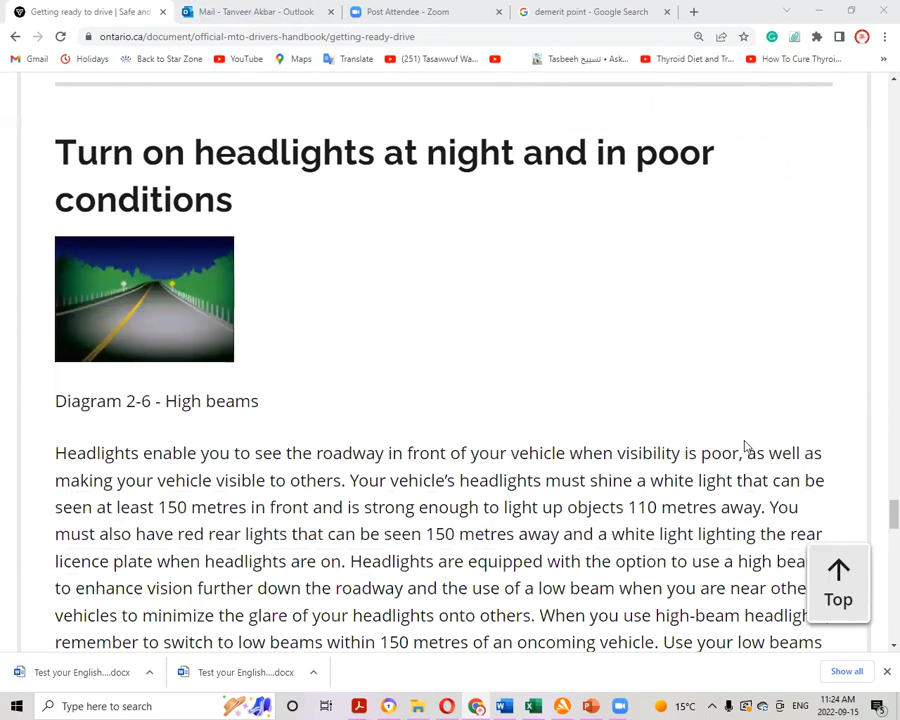 Getting ready to drive | Safe and
Mail - Tanveer Akbar - Outlook
Post Attendee - Zoom
demerit point - Google Search
ontario.ca/document/official-mto-drivers-handbook/getting-ready-drive
Gmail
Holidays
Back to Star Zone
YouTube
Maps
Translate
(251) Tasawwuf Wa...
Tasbeeh تسبيح • Ask...
Thyroid Diet and Tr...
How To Cure Thyroi...
Turn on headlights at night and in poor
conditions
Diagram 2-6 - High beams
Headlights enable you to see the roadway in front of your vehicle when visibility is poor, as well as
making your vehicle visible to others. Your vehicle's headlights must shine a white light that can be
seen at least 150 metres in front and is strong enough to light up objects 110 metres away. You
must also have red rear lights that can be seen 150 metres away and a white light lighting the rear
licence plate when headlights are on. Headlights are equipped with the option to use a high bea
to enhance vision further down the roadway and the use of a low beam when you are near othe
vehicles to minimize the glare of your headlights onto others. When you use high-beam headligh
remember to switch to low beams within 150 metres of an oncoming vehicle. Use your low beams
Top
Test your English....docx
Test your English....docx
Show all
Type here to search
15°C
11:24 AM
2022-09-15